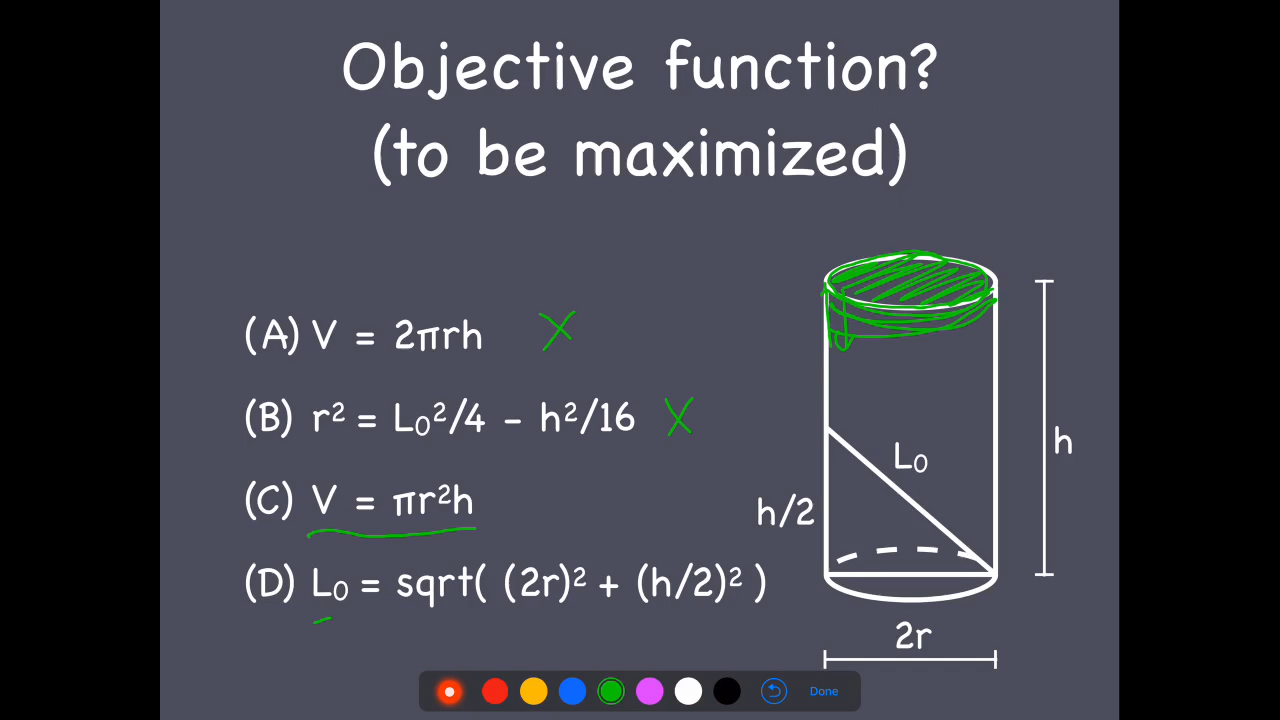 Objective function?
(to be maximized)
(A) V = 2πrh
(B) r² = L₀²/4 - h²/16
(C) V = πr²h
(D) L₀ = sqrt( (2r)² + (h/2)² )
L₀
h
h/2
2r
Done